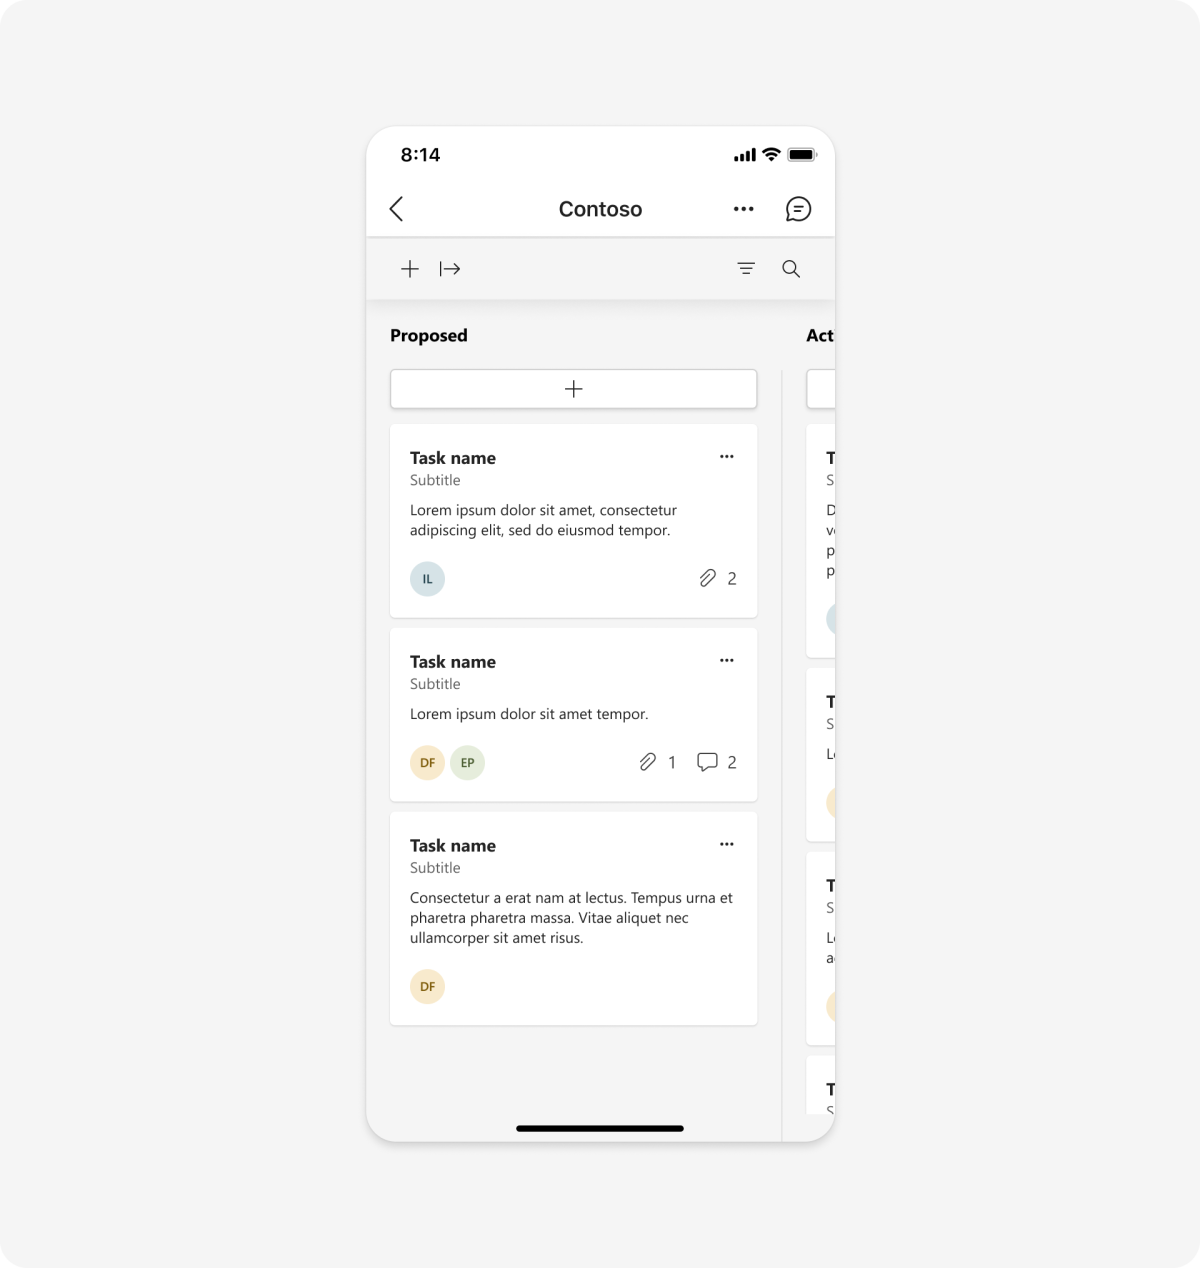 8:14
Contoso
Proposed
Act
Task name
Subtitle
Lorem ipsum dolor sit amet, consectetur
adipiscing elit, sed do eiusmod tempor.
IL
2
Task name
Subtitle
Lorem ipsum dolor sit amet tempor.
DF EP
1 2
Task name
Subtitle
Consectetur a erat nam at lectus. Tempus urna et
pharetra pharetra massa. Vitae aliquet nec
ullamcorper sit amet risus.
DF